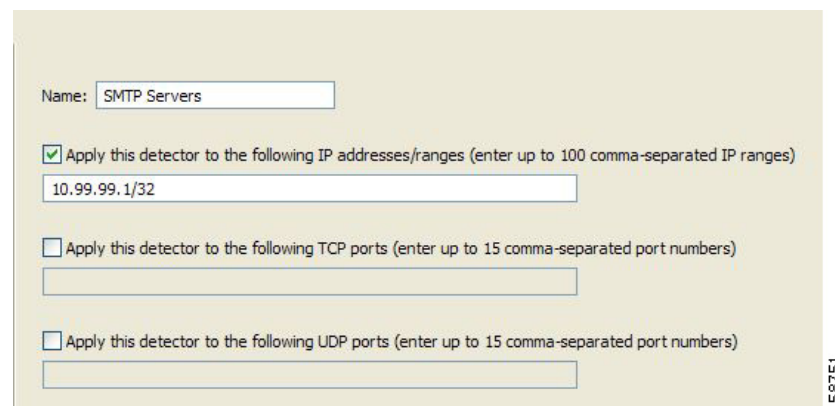 Name: SMTP Servers
Apply this detector to the following IP addresses/ranges (enter up to 100 comma-separated IP ranges)
10.99.99.1/32
Apply this detector to the following TCP ports (enter up to 15 comma-separated port numbers)
Apply this detector to the following UDP ports (enter up to 15 comma-separated port numbers)